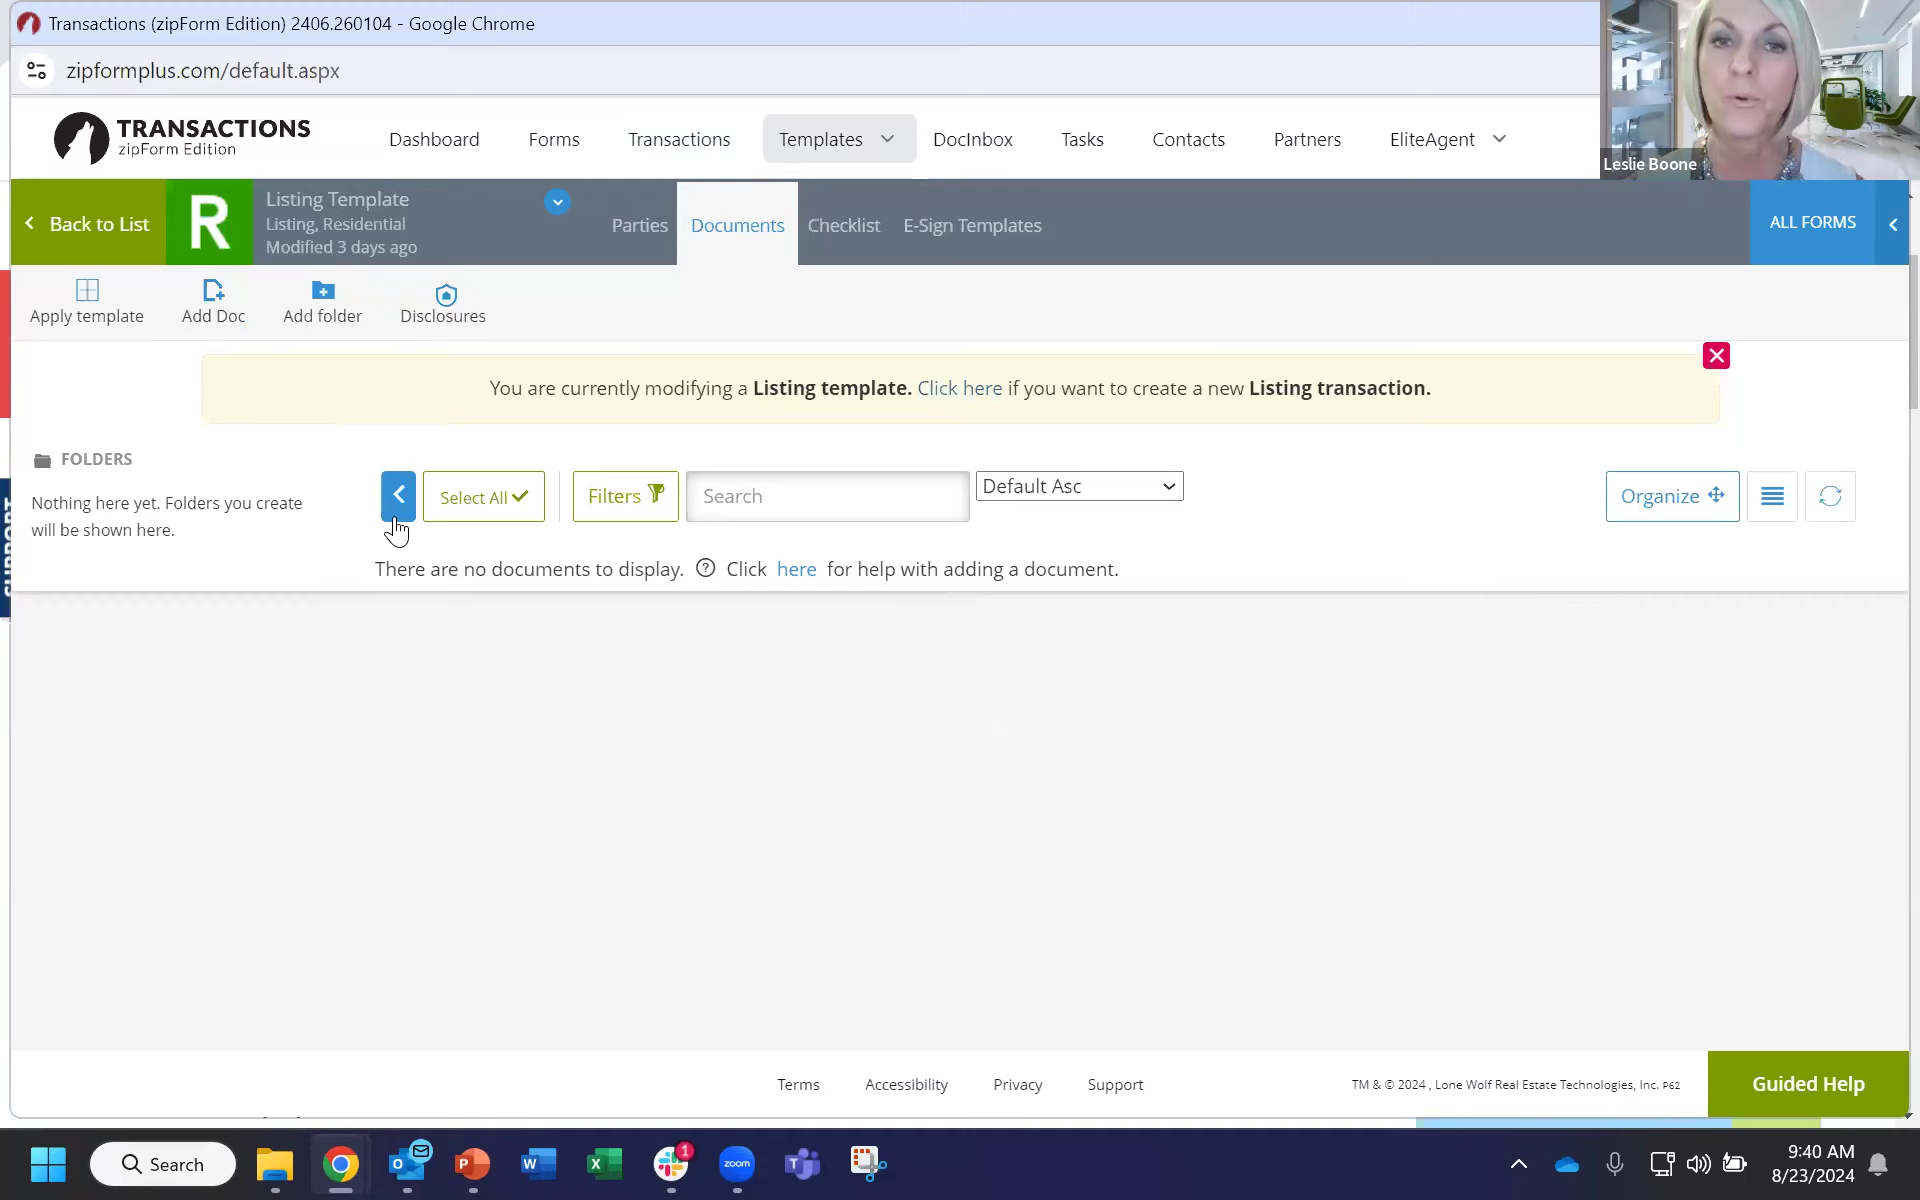 Transactions (zipForm Edition) 2406.260104 - Google Chrome
zipformplus.com/default.aspx
TRANSACTIONS
zipForm Edition
Dashboard
Forms
Transactions
Templates
DocInbox
Tasks
Contacts
Partners
EliteAgent
Leslie Boone
Back to List
R
Listing Template
Listing, Residential
Modified 3 days ago
Parties
Documents
Checklist
E-Sign Templates
ALL FORMS
Apply template
Add Doc
Add folder
Disclosures
You are currently modifying a Listing template. Click here if you want to create a new Listing transaction.
FOLDERS
Nothing here yet. Folders you create
will be shown here.
Select All
Filters
Search
Default Asc
Organize
There are no documents to display. ? Click here for help with adding a document.
SUPPORT
Terms
Accessibility
Privacy
Support
TM & © 2024 , Lone Wolf Real Estate Technologies, Inc. P62
Guided Help
Search
O
P
W
X
1
zoom
T
9:40 AM
8/23/2024